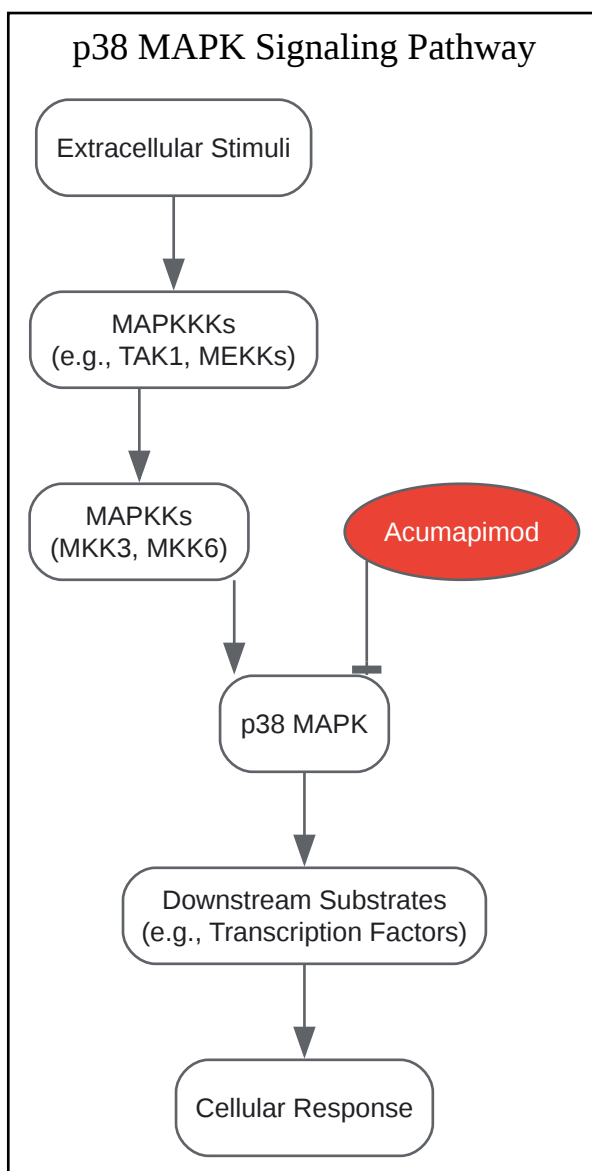 p38 MAPK Signaling Pathway
Extracellular Stimuli
MAPKKKs
(e.g., TAK1, MEKKs)
MAPKKs
(MKK3, MKK6)
Acumapimod
p38 MAPK
Downstream Substrates
(e.g., Transcription Factors)
Cellular Response